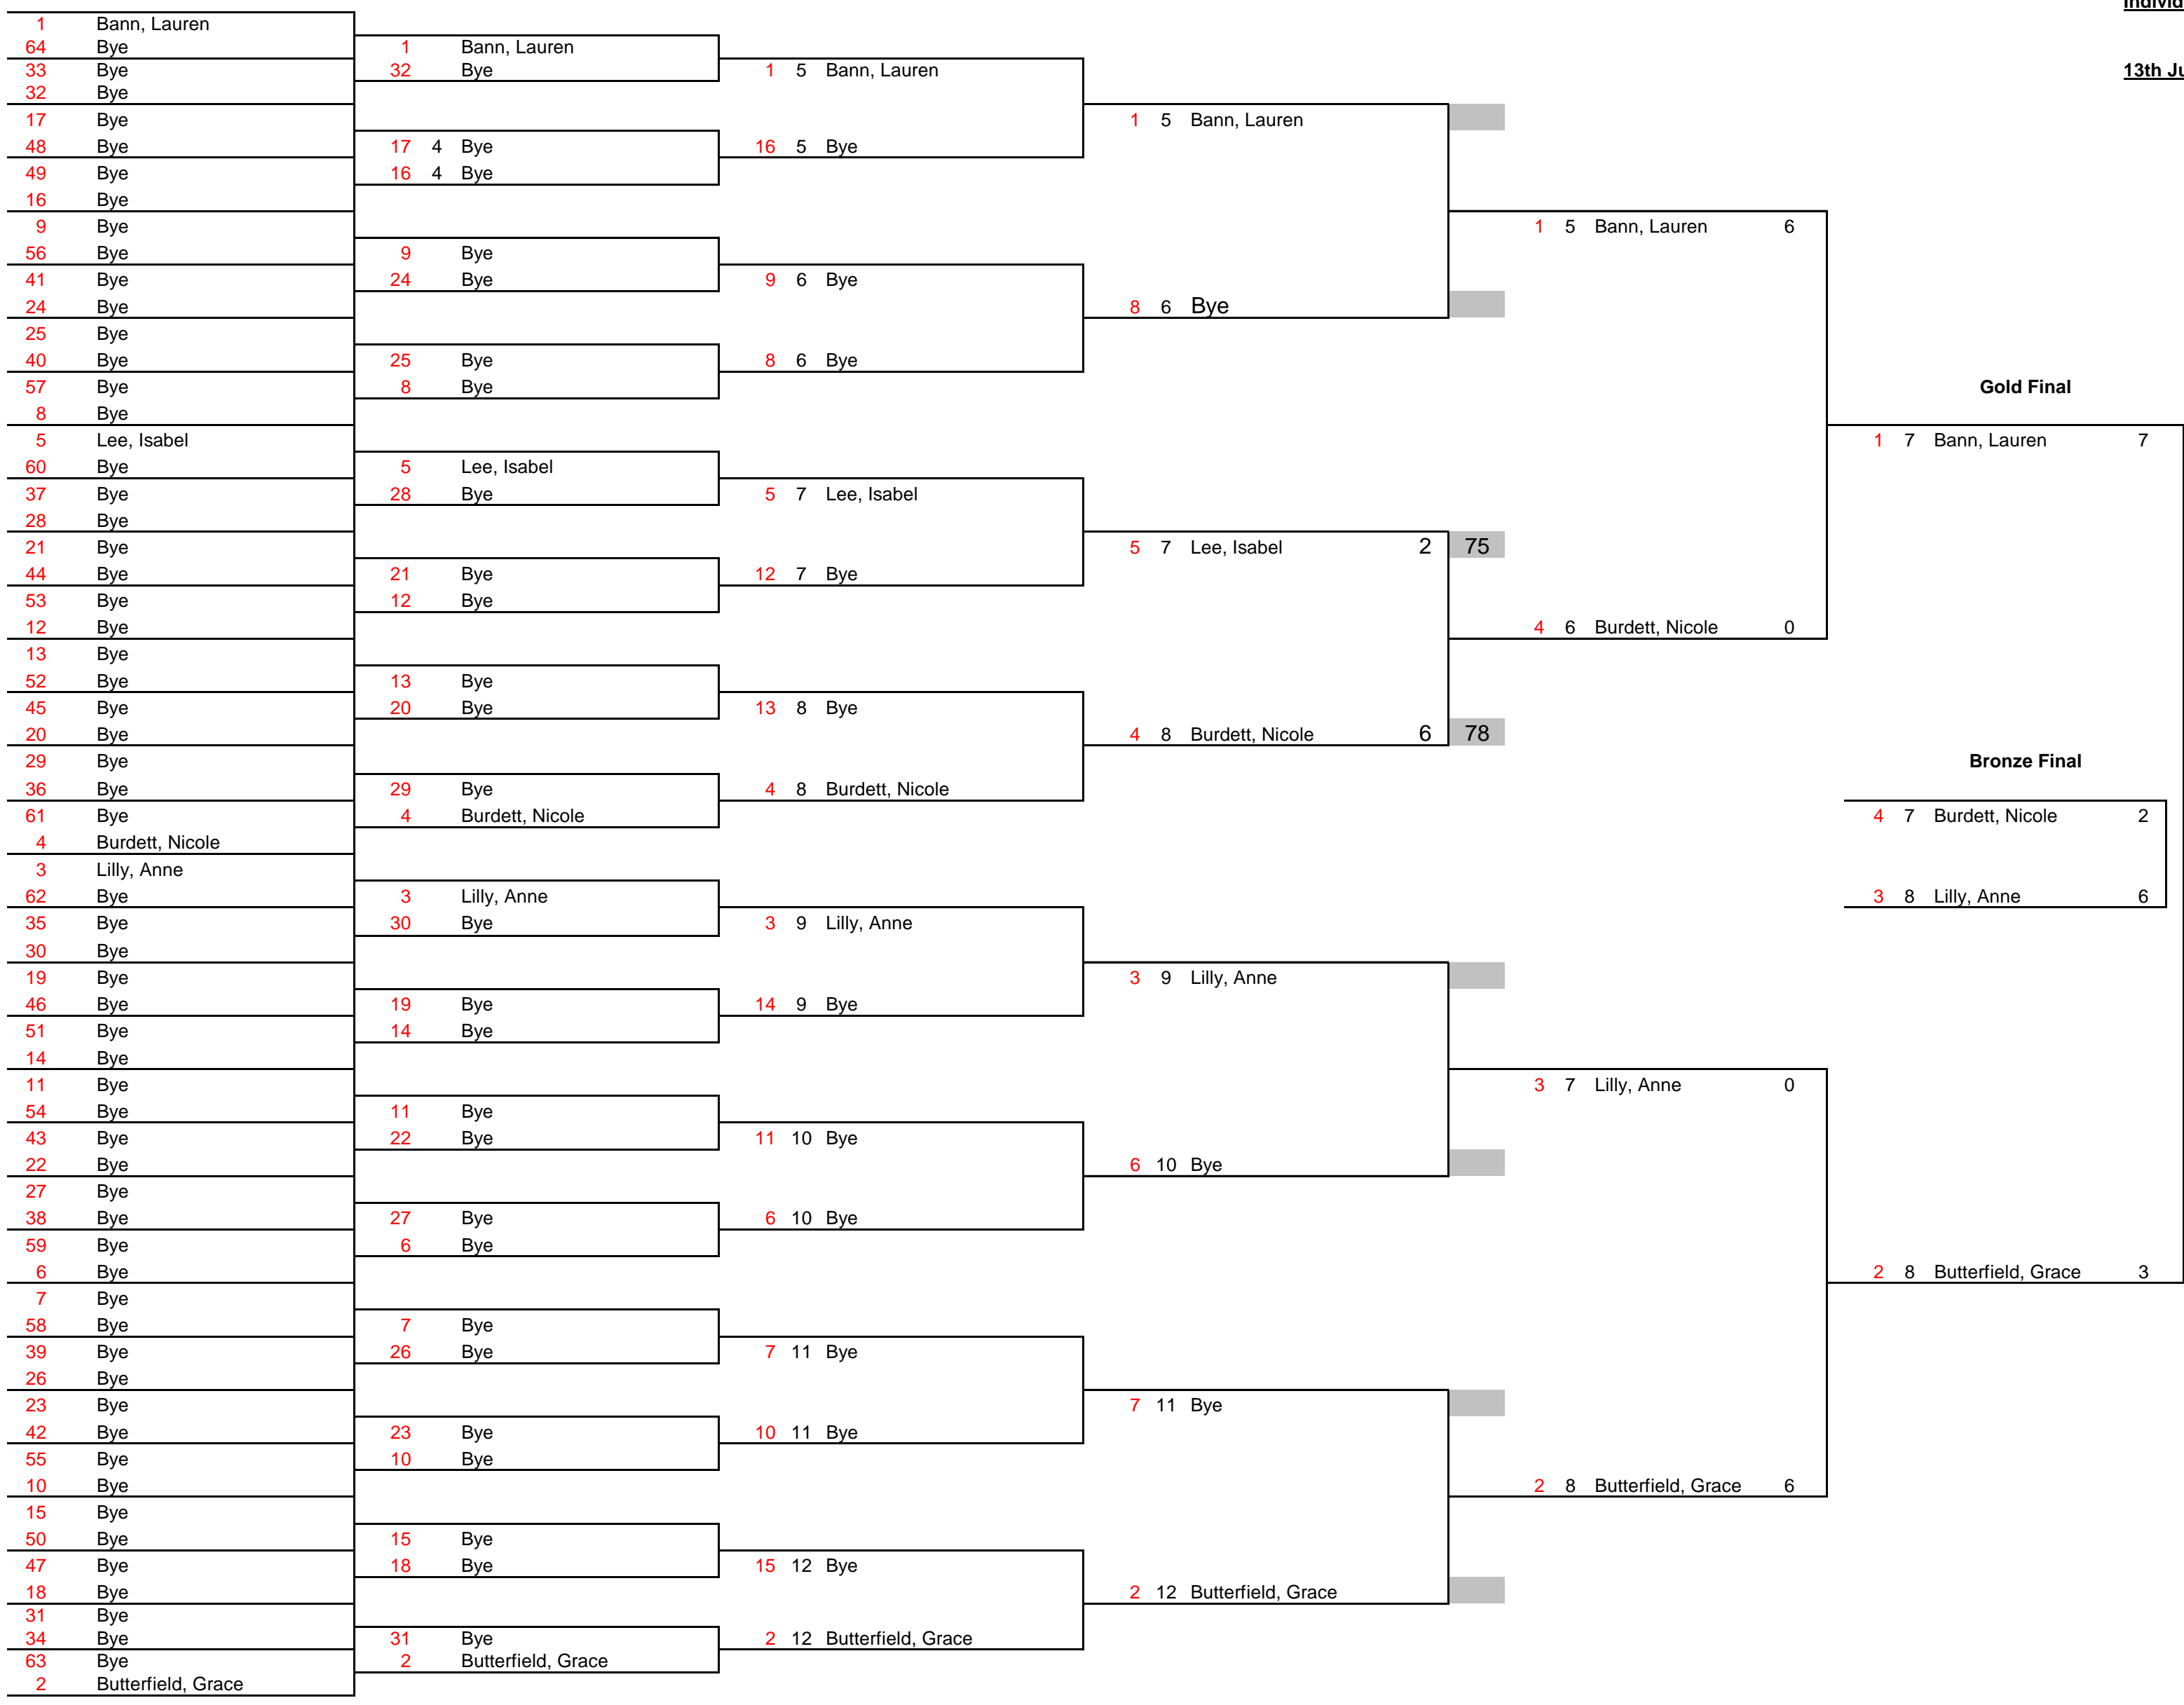 Individ
13th Ju
1 Bann, Lauren
64 Bye
33 Bye
32 Bye
17 Bye
48 Bye
49 Bye
16 Bye
9 Bye
56 Bye
41 Bye
24 Bye
25 Bye
40 Bye
57 Bye
8 Bye
5 Lee, Isabel
60 Bye
37 Bye
28 Bye
21 Bye
44 Bye
53 Bye
12 Bye
13 Bye
52 Bye
45 Bye
20 Bye
29 Bye
36 Bye
61 Bye
4 Burdett, Nicole
3 Lilly, Anne
62 Bye
35 Bye
30 Bye
19 Bye
46 Bye
51 Bye
14 Bye
11 Bye
54 Bye
43 Bye
22 Bye
27 Bye
38 Bye
59 Bye
6 Bye
7 Bye
58 Bye
39 Bye
26 Bye
23 Bye
42 Bye
55 Bye
10 Bye
15 Bye
50 Bye
47 Bye
18 Bye
31 Bye
34 Bye
63 Bye
2 Butterfield, Grace
1 Bann, Lauren
32 Bye
17 4 Bye
16 4 Bye
9 Bye
24 Bye
25 Bye
8 Bye
5 Lee, Isabel
28 Bye
21 Bye
12 Bye
13 Bye
20 Bye
29 Bye
4 Burdett, Nicole
3 Lilly, Anne
30 Bye
19 Bye
14 Bye
11 Bye
22 Bye
27 Bye
6 Bye
7 Bye
26 Bye
23 Bye
10 Bye
15 Bye
18 Bye
31 Bye
2 Butterfield, Grace
1 5 Bann, Lauren
16 5 Bye
9 6 Bye
8 6 Bye
5 7 Lee, Isabel
12 7 Bye
13 8 Bye
4 8 Burdett, Nicole
3 9 Lilly, Anne
14 9 Bye
11 10 Bye
6 10 Bye
7 11 Bye
10 11 Bye
15 12 Bye
2 12 Butterfield, Grace
1 5 Bann, Lauren
8 6 Bye
5 7 Lee, Isabel 2 75
4 8 Burdett, Nicole 6 78
3 9 Lilly, Anne
6 10 Bye
7 11 Bye
2 12 Butterfield, Grace
1 5 Bann, Lauren 6
4 6 Burdett, Nicole 0
3 7 Lilly, Anne 0
2 8 Butterfield, Grace 6
Gold Final
1 7 Bann, Lauren 7
2 8 Butterfield, Grace 3
Bronze Final
4 7 Burdett, Nicole 2
3 8 Lilly, Anne 6